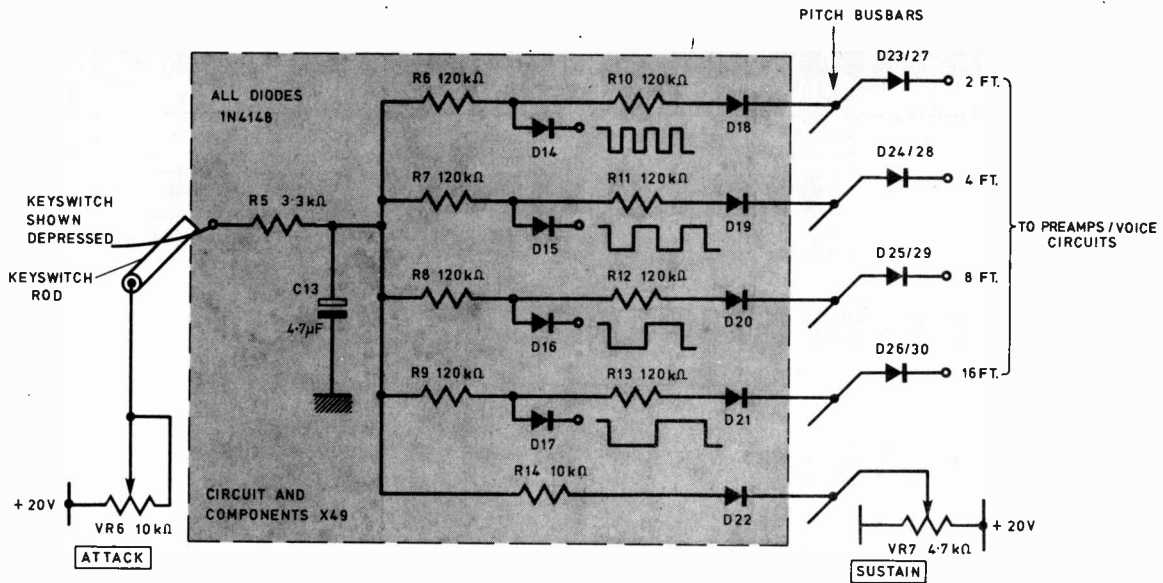 PITCH BUSBARS
ALL DIODES
1N4148
R6 120kΩ
R10 120kΩ
D14
D18
D23/27
2 FT.
R7 120kΩ
R11 120kΩ
D15
D19
D24/28
4 FT.
KEYSWITCH
SHOWN
DEPRESSED
R5 3·3kΩ
TO PREAMPS/VOICE
CIRCUITS
KEYSWITCH
ROD
C13
4·7µF
R8 120kΩ
R12 120kΩ
D16
D20
D25/29
8 FT.
R9 120kΩ
R13 120kΩ
D17
D21
D26/30
16 FT.
R14 10kΩ
D22
CIRCUIT AND
COMPONENTS X49
+ 20V
VR6 10kΩ
ATTACK
+ 20V
VR7 4·7kΩ
SUSTAIN